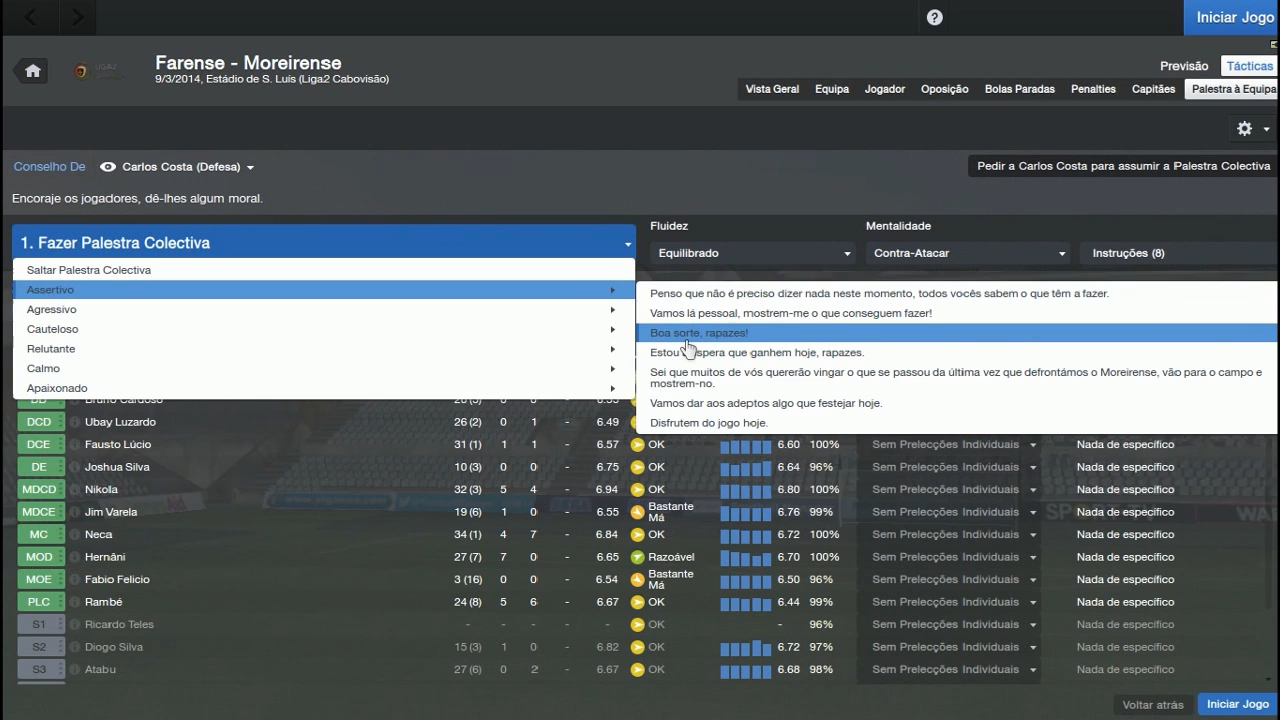 Iniciar Jogo
Farense - Moreirense
9/3/2014, Estádio de S. Luís (Liga2 Cabovisão)
Previsão Tácticas
Vista Geral Equipa Jogador Oposição Bolas Paradas Penalties Capitães Palestra à Equipa
Conselho De Carlos Costa (Defesa) Pedir a Carlos Costa para assumir a Palestra Colectiva
Encoraje os jogadores, dê-lhes algum moral.
Fluidez Mentalidade
1. Fazer Palestra Colectiva
Equilibrado Contra-Atacar Instruções (8)
Saltar Palestra Colectiva
Assertivo
Agressivo
Cauteloso
Relutante
Calmo
Apaixonado
Penso que não é preciso dizer nada neste momento, todos vocês sabem o que têm a fazer.
Vamos lá pessoal, mostrem-me o que conseguem fazer!
Boa sorte, rapazes!
Estou spera que ganhem hoje, rapazes.
Sei que muitos de vós quererão vingar o que se passou da última vez que defrontámos o Moreirense, vão para o campo e
mostrem-no.
Vamos dar aos adeptos algo que festejar hoje.
Disfrutem do jogo hoje.
DCD Ubay Luzardo 26 (2) 0 1 - 6.49
DCE Fausto Lúcio 31 (1) 1 1 - 6.57 OK 6.60 100% Sem Prelecções Individuais Nada de específico
DE Joshua Silva 10 (3) 0 0 - 6.75 OK 6.64 96% Sem Prelecções Individuais Nada de específico
MDCD Nikola 32 (3) 5 4 - 6.94 OK 6.80 100% Sem Prelecções Individuais Nada de específico
MDCE Jim Varela 19 (6) 1 0 - 6.55 Bastante Má 6.76 99% Sem Prelecções Individuais Nada de específico
MC Neca 34 (1) 4 7 - 6.84 OK 6.72 100% Sem Prelecções Individuais Nada de específico
MOD Hernâni 27 (7) 7 0 - 6.65 Razoável 6.70 100% Sem Prelecções Individuais Nada de específico
MOE Fabio Felicio 3 (16) 0 0 - 6.54 Bastante Má 6.50 96% Sem Prelecções Individuais Nada de específico
PLC Rambé 24 (8) 5 6 - 6.67 OK 6.44 99% Sem Prelecções Individuais Nada de específico
S1 Ricardo Teles - - - - - OK - 96% Sem Prelecções Individuais Nada de específico
S2 Diogo Silva 15 (3) 1 0 - 6.82 OK 6.72 97% Sem Prelecções Individuais Nada de específico
S3 Atabu 27 (6) 0 2 - 6.67 OK 6.68 98% Sem Prelecções Individuais Nada de específico
Voltar atrás Iniciar Jogo